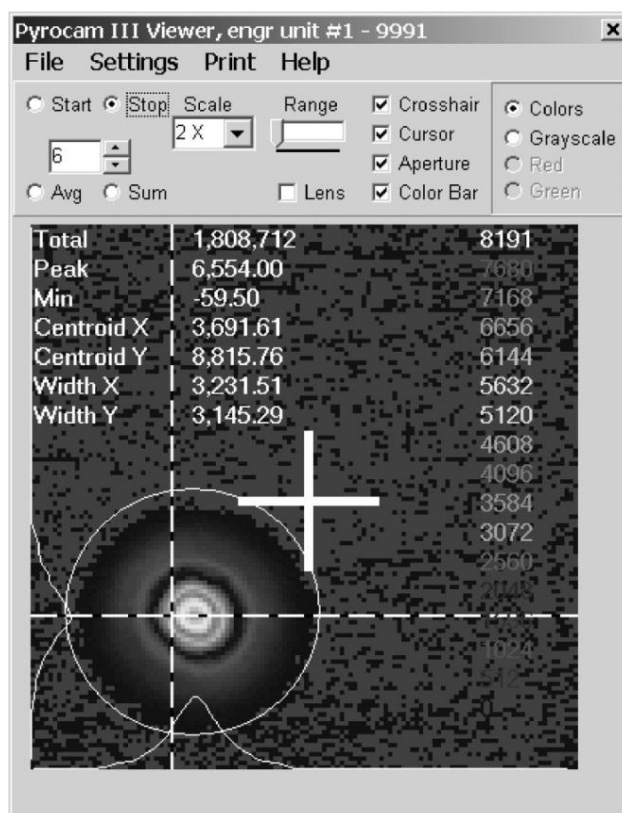 Pyrocam III Viewer, engr unit #1 - 9991
File Settings Print Help
Start Stop Scale Range Crosshair Colors
2 X Cursor Grayscale
6 Aperture Red
Avg Sum Lens Color Bar Green
Total 1,808,712 8191
Peak 6,554.00 7680
Min -59.50 7168
Centroid X 3,691.61 6656
Centroid Y 8,815.76 6144
Width X 3,231.51 5632
Width Y 3,145.29 5120
4608
4096
3584
3072
2560
2048
1024
512
0